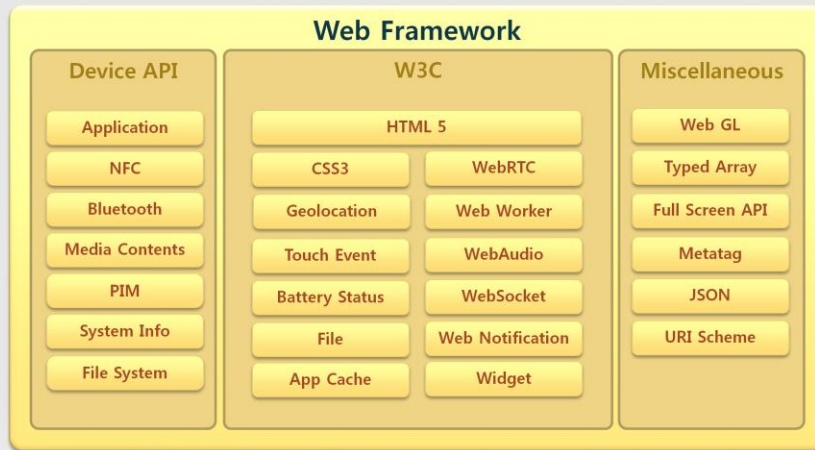 Web Framework
Device API
Application
NFC
Bluetooth
Media Contents
PIM
System Info
File System
W3C
HTML 5
CSS3
WebRTC
Geolocation
Web Worker
Touch Event
WebAudio
Battery Status
WebSocket
File
Web Notification
App Cache
Widget
Miscellaneous
Web GL
Typed Array
Full Screen API
Metatag
JSON
URI Scheme